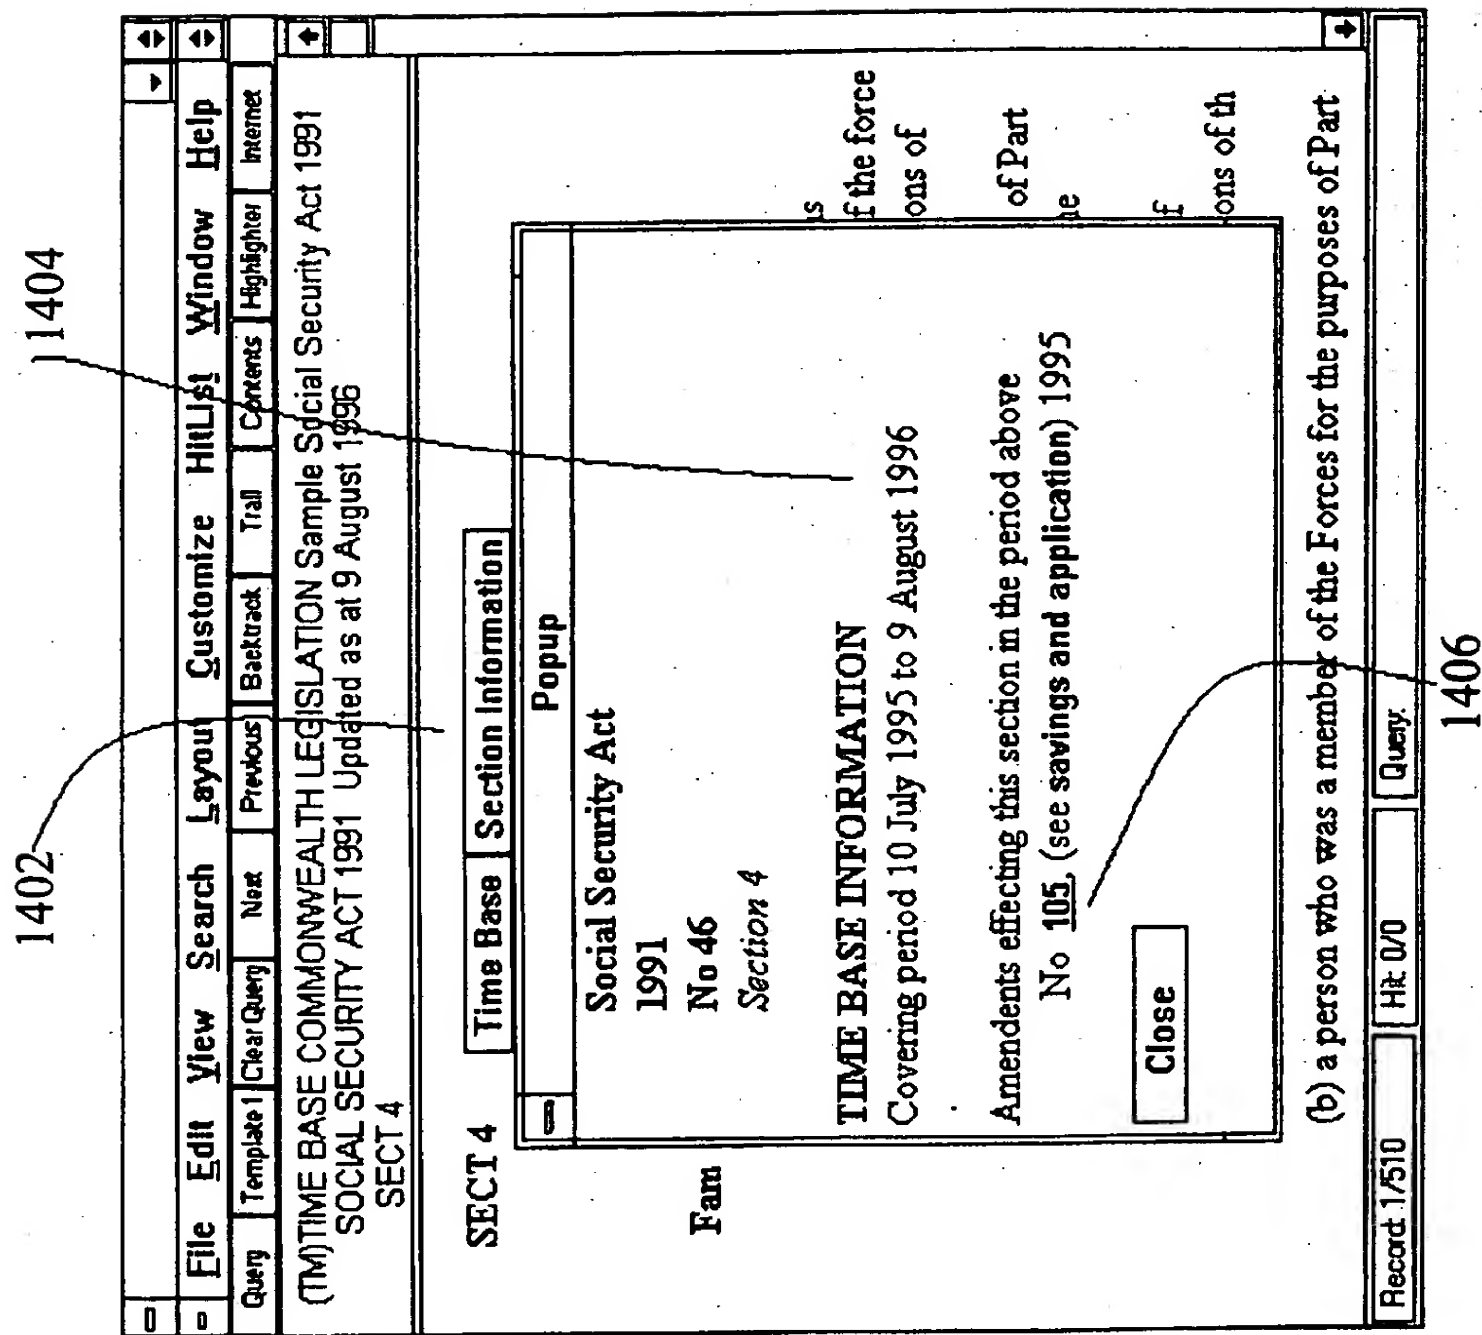 1402
1404
File Edit View Search Layout Customize HitList Window Help
Query Template 1 Clear Query Next Previous Backtrack Trail Contents Highlighter Internet
(TM)TIME BASE COMMONWEALTH LEGISLATION Sample Social Security Act 1991
SOCIAL SECURITY ACT 1991 Updated as at 9 August 1996
SECT 4
SECT 4 Time Base Section Information
Popup
Social Security Act
1991
No 46
Section 4
Fam
TIME BASE INFORMATION
Covering period 10 July 1995 to 9 August 1996
Amendents effecting this section in the period above
No 105, (see savings and application) 1995
Close
is
f the force
ons of
of Part
ne
f
ons of th
(b) a person who was a member of the Forces for the purposes of Part
Record: 1/510 Hit: 0/0 Query:
1406